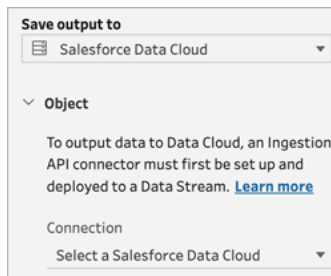 Save output to
Salesforce Data Cloud
Object
To output data to Data Cloud, an Ingestion
API connector must first be set up and
deployed to a Data Stream. Learn more
Connection
Select a Salesforce Data Cloud